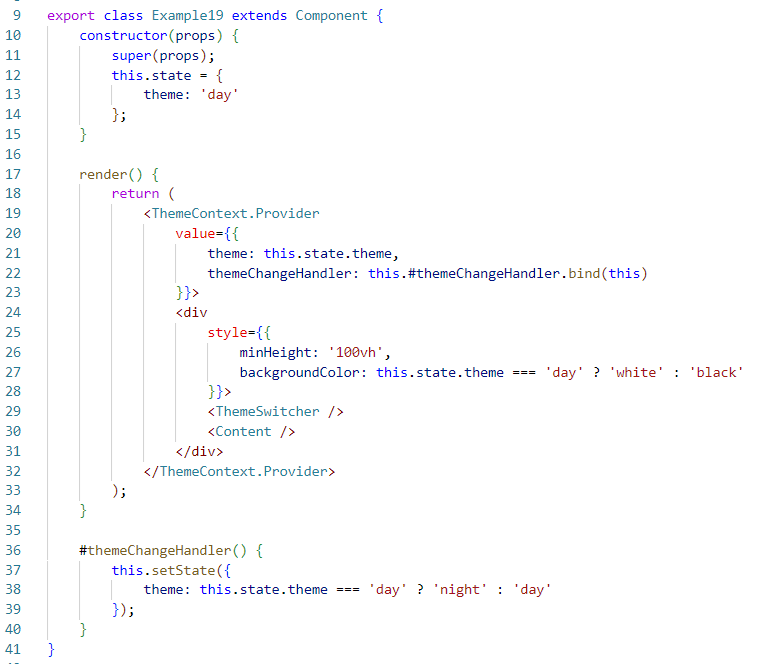 9 export class Example19 extends Component {
10     constructor(props) {
11         super(props);
12         this.state = {
13             theme: 'day'
14         };
15     }
16
17     render() {
18         return (
19             <ThemeContext.Provider
20                 value={{
21                     theme: this.state.theme,
22                     themeChangeHandler: this.#themeChangeHandler.bind(this)
23                 }}>
24                 <div
25                     style={{
26                         minHeight: '100vh',
27                         backgroundColor: this.state.theme === 'day' ? 'white' : 'black'
28                     }}>
29                     <ThemeSwitcher />
30                     <Content />
31                 </div>
32             </ThemeContext.Provider>
33         );
34     }
35
36     #themeChangeHandler() {
37         this.setState({
38             theme: this.state.theme === 'day' ? 'night' : 'day'
39         });
40     }
41 }